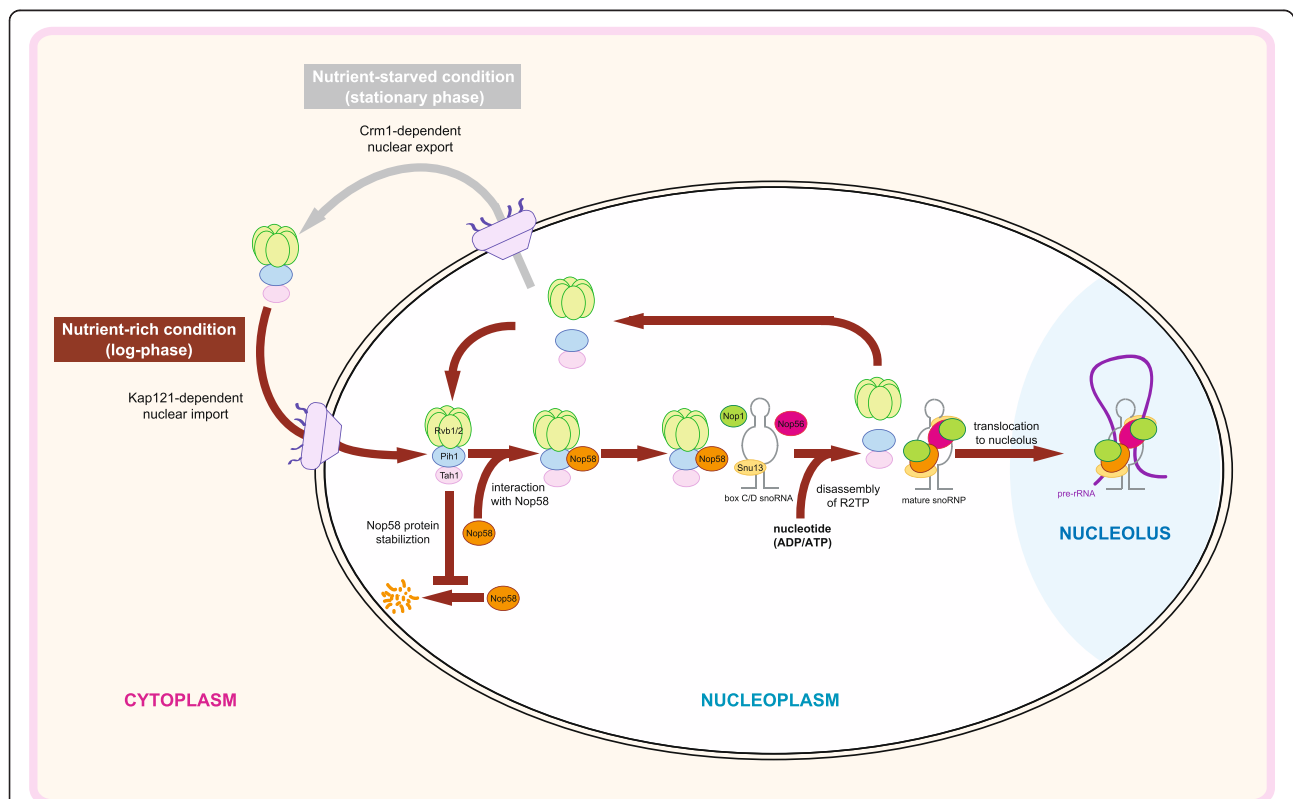 Nutrient-starved condition
(stationary phase)
Crm1-dependent
nuclear export
Nutrient-rich condition
(log-phase)
Kap121-dependent
nuclear import
Rvb1/2
Pih1
Tah1
interaction
with Nop58
Nop58
Nop58 protein
stabiliztion
Nop58
Nop58
Nop58
Nop1
Nop56
Snu13
box C/D snoRNA
disassembly
of R2TP
nucleotide
(ADP/ATP)
mature snoRNP
translocation
to nucleolus
pre-rRNA
NUCLEOLUS
CYTOPLASM
NUCLEOPLASM